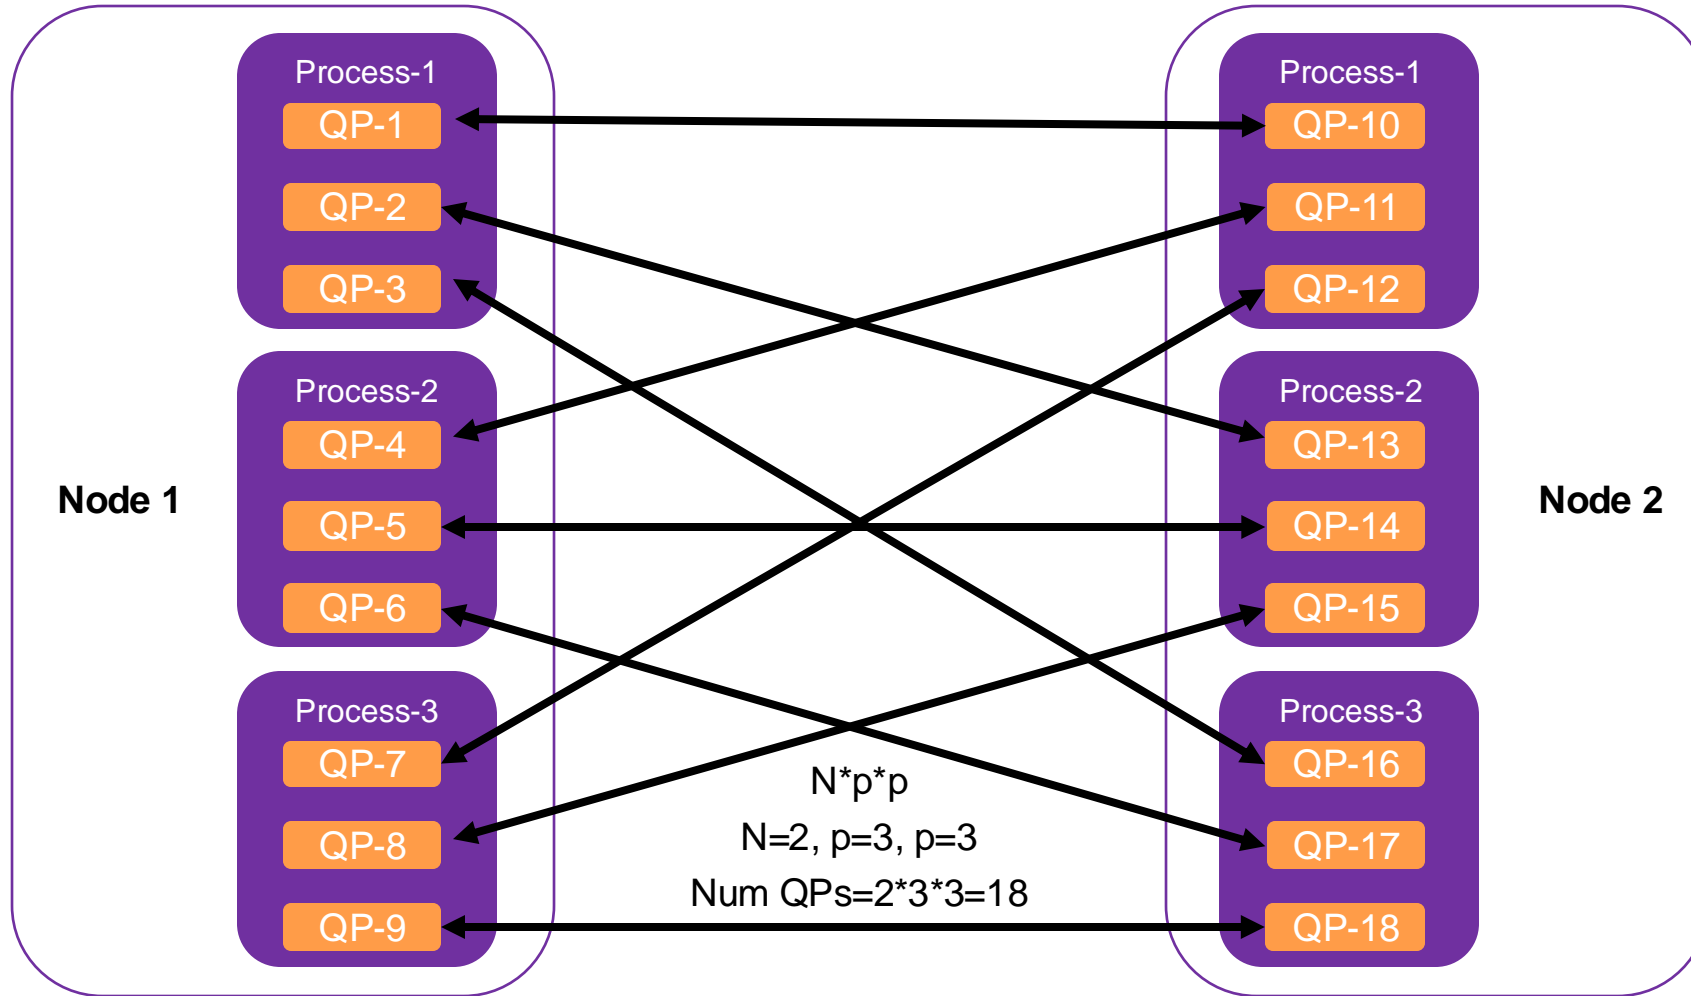 Node 1
Process-1
QP-1
QP-2
QP-3
Process-2
QP-4
QP-5
QP-6
Process-3
QP-7
QP-8
QP-9
N*p*p
N=2, p=3, p=3
Num QPs=2*3*3=18
Process-1
QP-10
QP-11
QP-12
Process-2
QP-13
QP-14
QP-15
Process-3
QP-16
QP-17
QP-18
Node 2